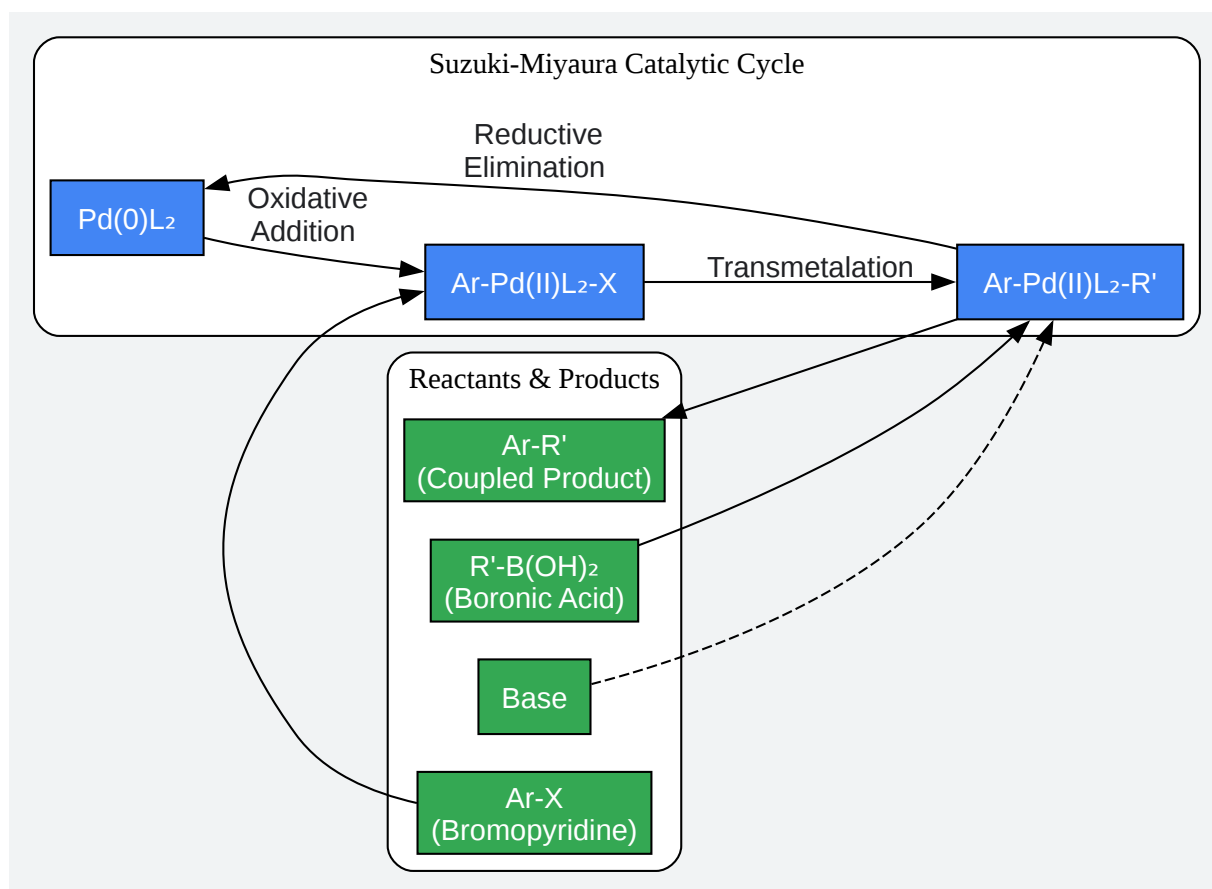 Suzuki-Miyaura Catalytic Cycle
Reductive
Elimination
Oxidative
Addition
Pd(0)L₂
Ar-Pd(II)L₂-X
Transmetalation
Ar-Pd(II)L₂-R'
Reactants & Products
Ar-R'
(Coupled Product)
R'-B(OH)₂
(Boronic Acid)
Base
Ar-X
(Bromopyridine)